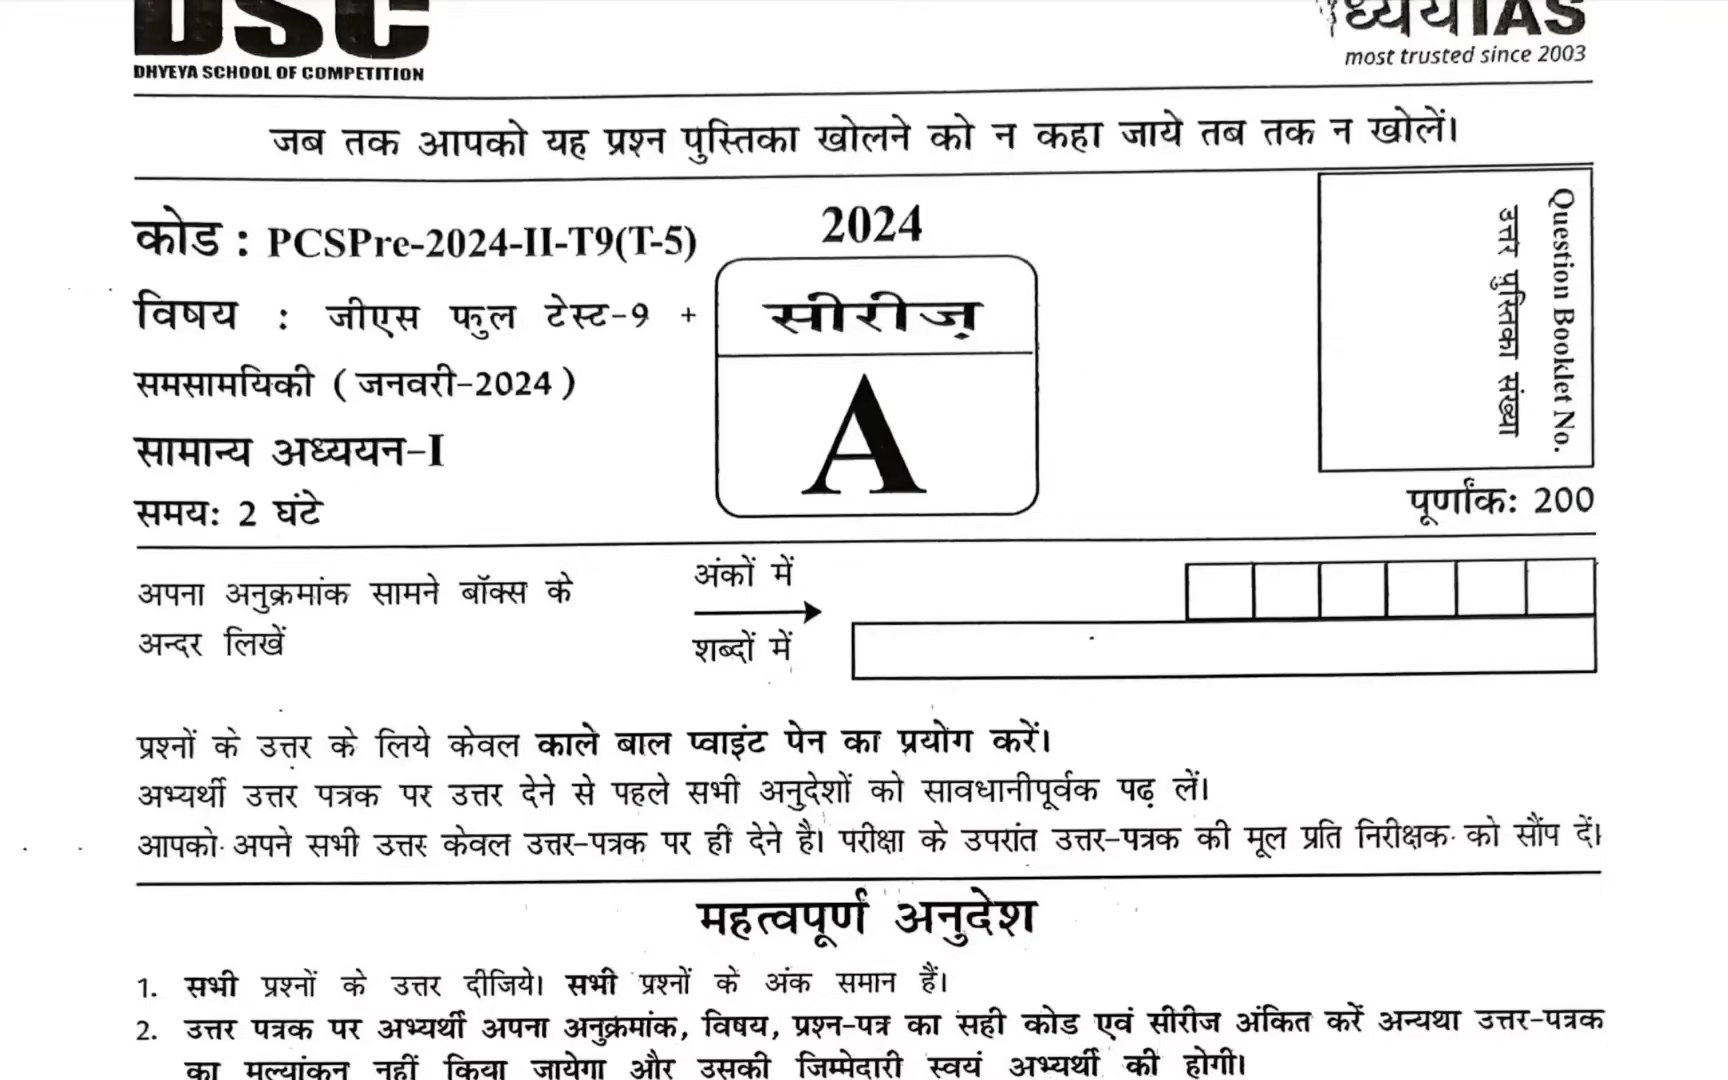 DSC
DHYEYA SCHOOL OF COMPETITION
ध्येय IAS
most trusted since 2003
जब तक आपको यह प्रश्न पुस्तिका खोलने को न कहा जाये तब तक न खोलें।
कोड : PCSPre-2024-II-T9(T-5)
2024
विषय : जीएस फुल टेस्ट-9 +
समसामयिकी (जनवरी-2024)
सामान्य अध्ययन-I
समय: 2 घंटे
सीरीज़
A
Question Booklet No.
उत्तर पुस्तिका संख्या
पूर्णांक: 200
अपना अनुक्रमांक सामने बॉक्स के
अन्दर लिखें
अंकों में
शब्दों में
प्रश्नों के उत्तर के लिये केवल काले बाल प्वाइंट पेन का प्रयोग करें।
अभ्यर्थी उत्तर पत्रक पर उत्तर देने से पहले सभी अनुदेशों को सावधानीपूर्वक पढ़ लें।
आपको अपने सभी उत्तर केवल उत्तर-पत्रक पर ही देने है। परीक्षा के उपरांत उत्तर-पत्रक की मूल प्रति निरीक्षक को सौंप दें।
महत्वपूर्ण अनुदेश
1. सभी प्रश्नों के उत्तर दीजिये। सभी प्रश्नों के अंक समान हैं।
2. उत्तर पत्रक पर अभ्यर्थी अपना अनुक्रमांक, विषय, प्रश्न-पत्र का सही कोड एवं सीरीज अंकित करें अन्यथा उत्तर-पत्रक
का मूल्यांकन नहीं किया जायेगा और उसकी जिम्मेदारी स्वयं अभ्यर्थी की होगी।